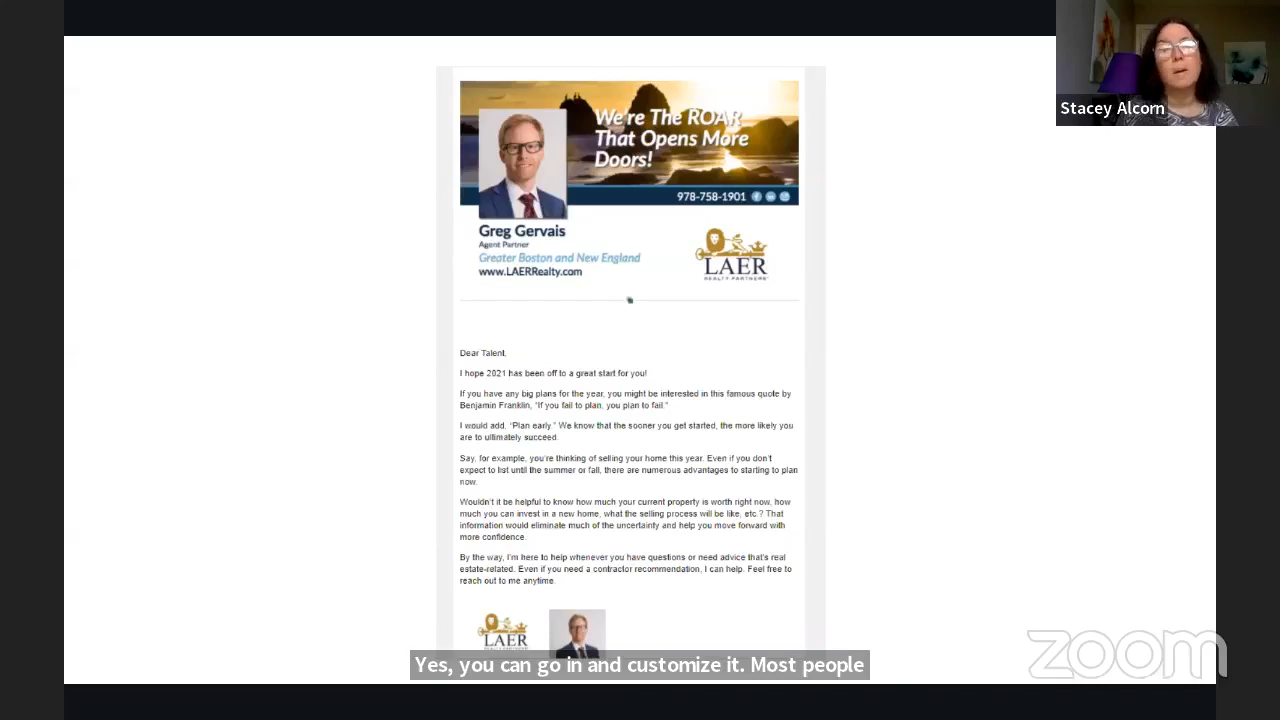 Stacey Alcorn
We're The ROAR
That Opens More
Doors!
978-758-1901
Greg Gervais
Agent Partner
Greater Boston and New England
www.LAERRealty.com
LAER
REALTY PARTNERS
Dear Talent,
I hope 2021 has been off to a great start for you!
If you have any big plans for the year, you might be interested in this famous quote by
Benjamin Franklin, "If you fail to plan, you plan to fail."
I would add, "Plan early." We know that the sooner you get started, the more likely you
are to ultimately succeed.
Say, for example, you're thinking of selling your home this year. Even if you don't
expect to list until the summer or fall, there are numerous advantages to starting to plan
now.
Wouldn't it be helpful to know how much your current property is worth right now, how
much you can invest in a new home, what the selling process will be like, etc.? That
information would eliminate much of the uncertainty and help you move forward with
more confidence.
By the way, I'm here to help whenever you have questions or need advice that's real
estate-related. Even if you need a contractor recommendation, I can help. Feel free to
reach out to me anytime.
LAER
Yes, you can go in and customize it. Most people
zoom